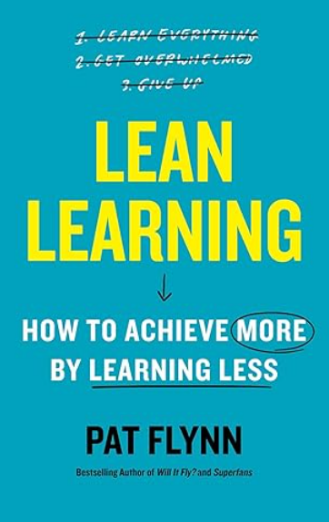 1. LEARN EVERYTHING
2. GET OVERWHELMED
3. GIVE UP
LEAN
LEARNING
HOW TO ACHIEVE MORE
BY LEARNING LESS
PAT FLYNN
Bestselling Author of Will It Fly? and Superfans